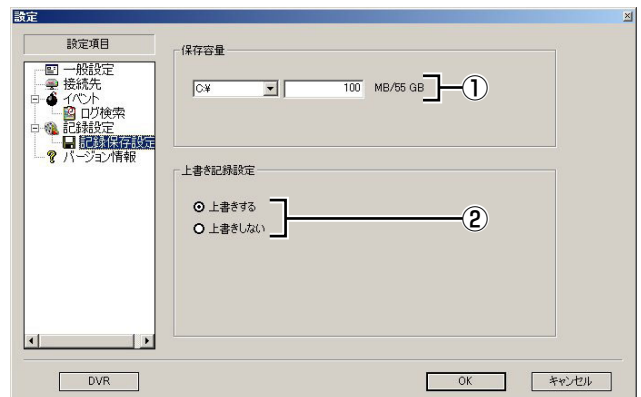 設定
設定項目
一般設定
接続先
イベント
ログ検索
記録設定
記録保存設定
バージョン情報
保存容量
C:¥ 100 MB/55 GB ①
上書き記録設定
上書きする
上書きしない
②
DVR OK キャンセル